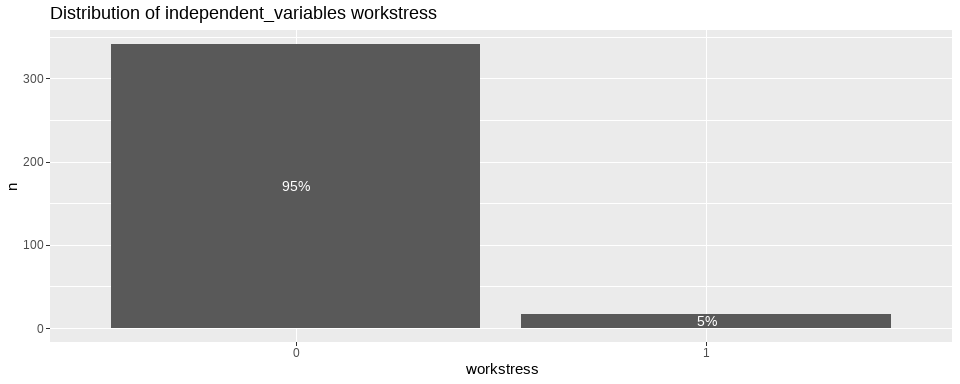 Distribution of independent_variables workstress
300
200
100
0
n
95%
5%
0 1
workstress